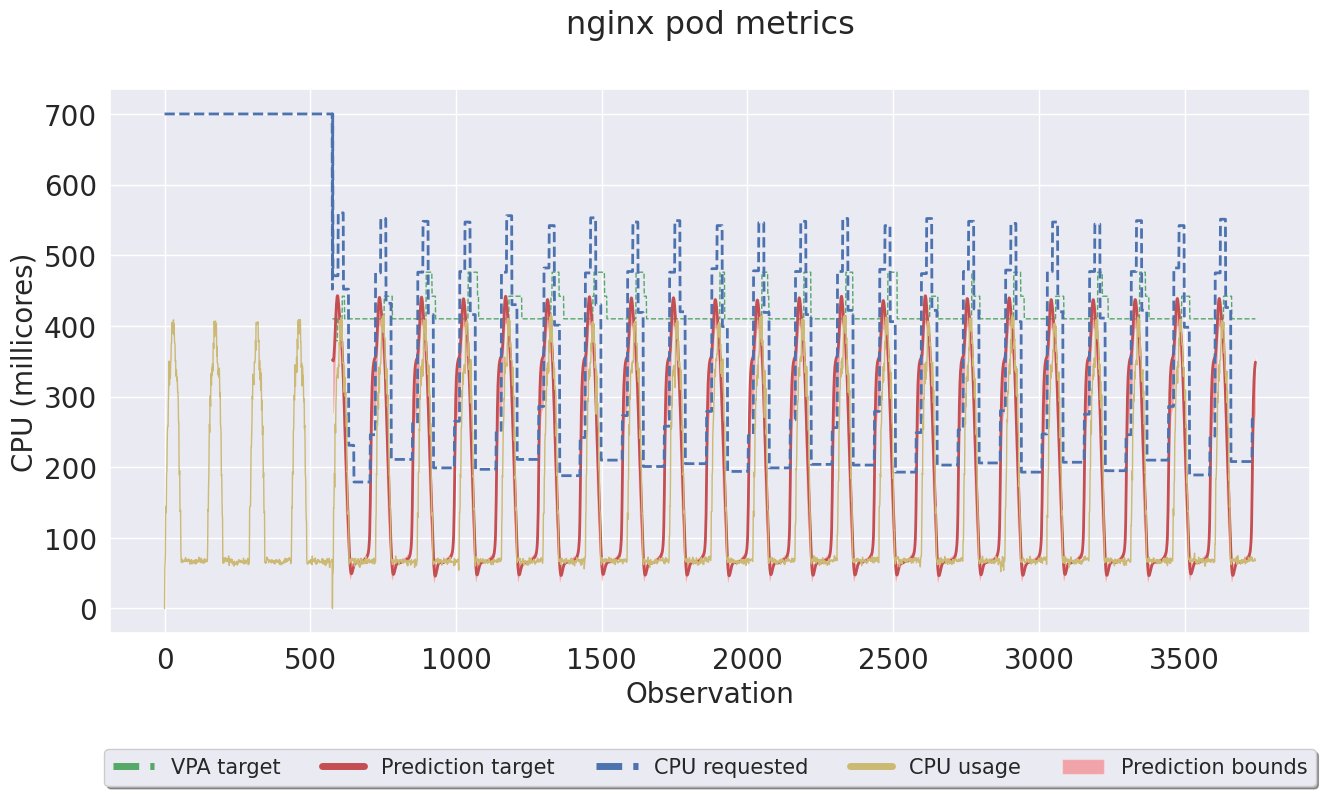 nginx pod metrics
700
600
500
400
300
200
100
0
CPU (millicores)
0 500 1000 1500 2000 2500 3000 3500
Observation
VPA target Prediction target CPU requested CPU usage Prediction bounds